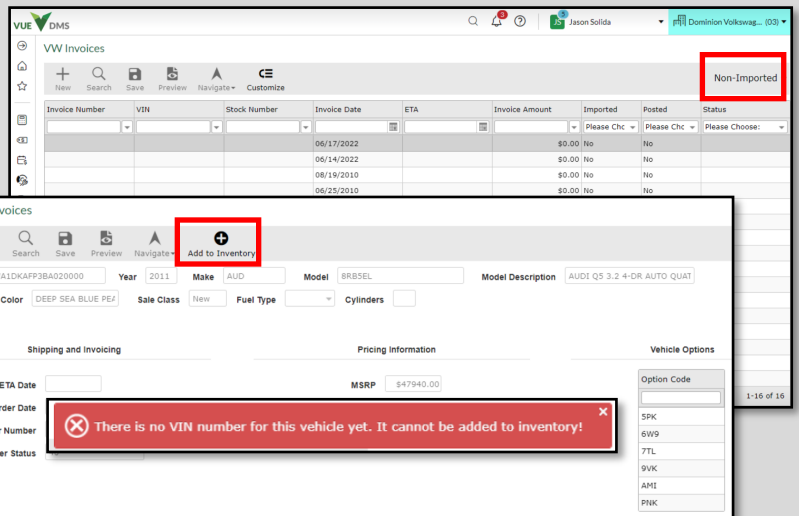 VUE DMS
3
JS
5
Jason Solida
Dominion Volkswag... (03)
VW Invoices
New Search Save Preview Navigate Customize
Non-Imported
Invoice Number VIN Stock Number Invoice Date ETA Invoice Amount Imported Posted Status
Please Chc Please Chc Please Choose:
06/17/2022 $0.00 No No
06/14/2022 $0.00 No No
08/19/2010 $0.00 No No
06/25/2010 $0.00 No No
1-16 of 16
voices
Search Save Preview Navigate Add to Inventory
A1DKAFP3BA020000 Year 2011 Make AUD Model 8RB5EL Model Description AUDI Q5 3.2 4-DR AUTO QUAT
Color DEEP SEA BLUE PEA Sale Class New Fuel Type Cylinders
Shipping and Invoicing Pricing Information Vehicle Options
ETA Date MSRP $47940.00 Option Code
rder Date
There is no VIN number for this vehicle yet. It cannot be added to inventory!
5PK
r Number
6W9
er Status
7TL
9VK
AMI
PNK